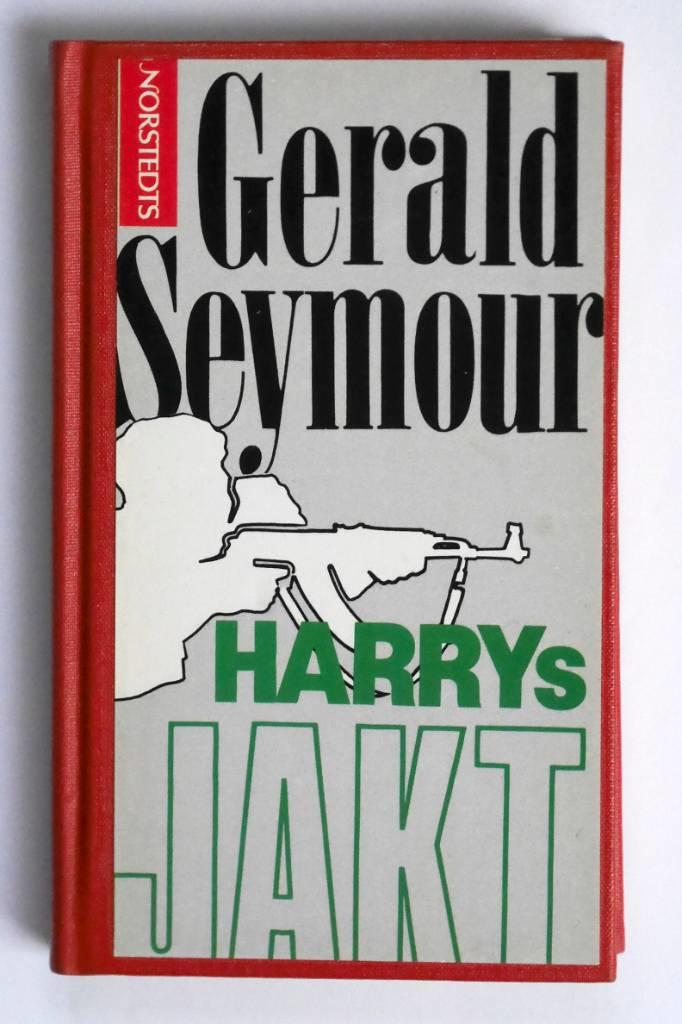 NORSTEDTS
Gerald
Seymour
HARRYs
JAKT